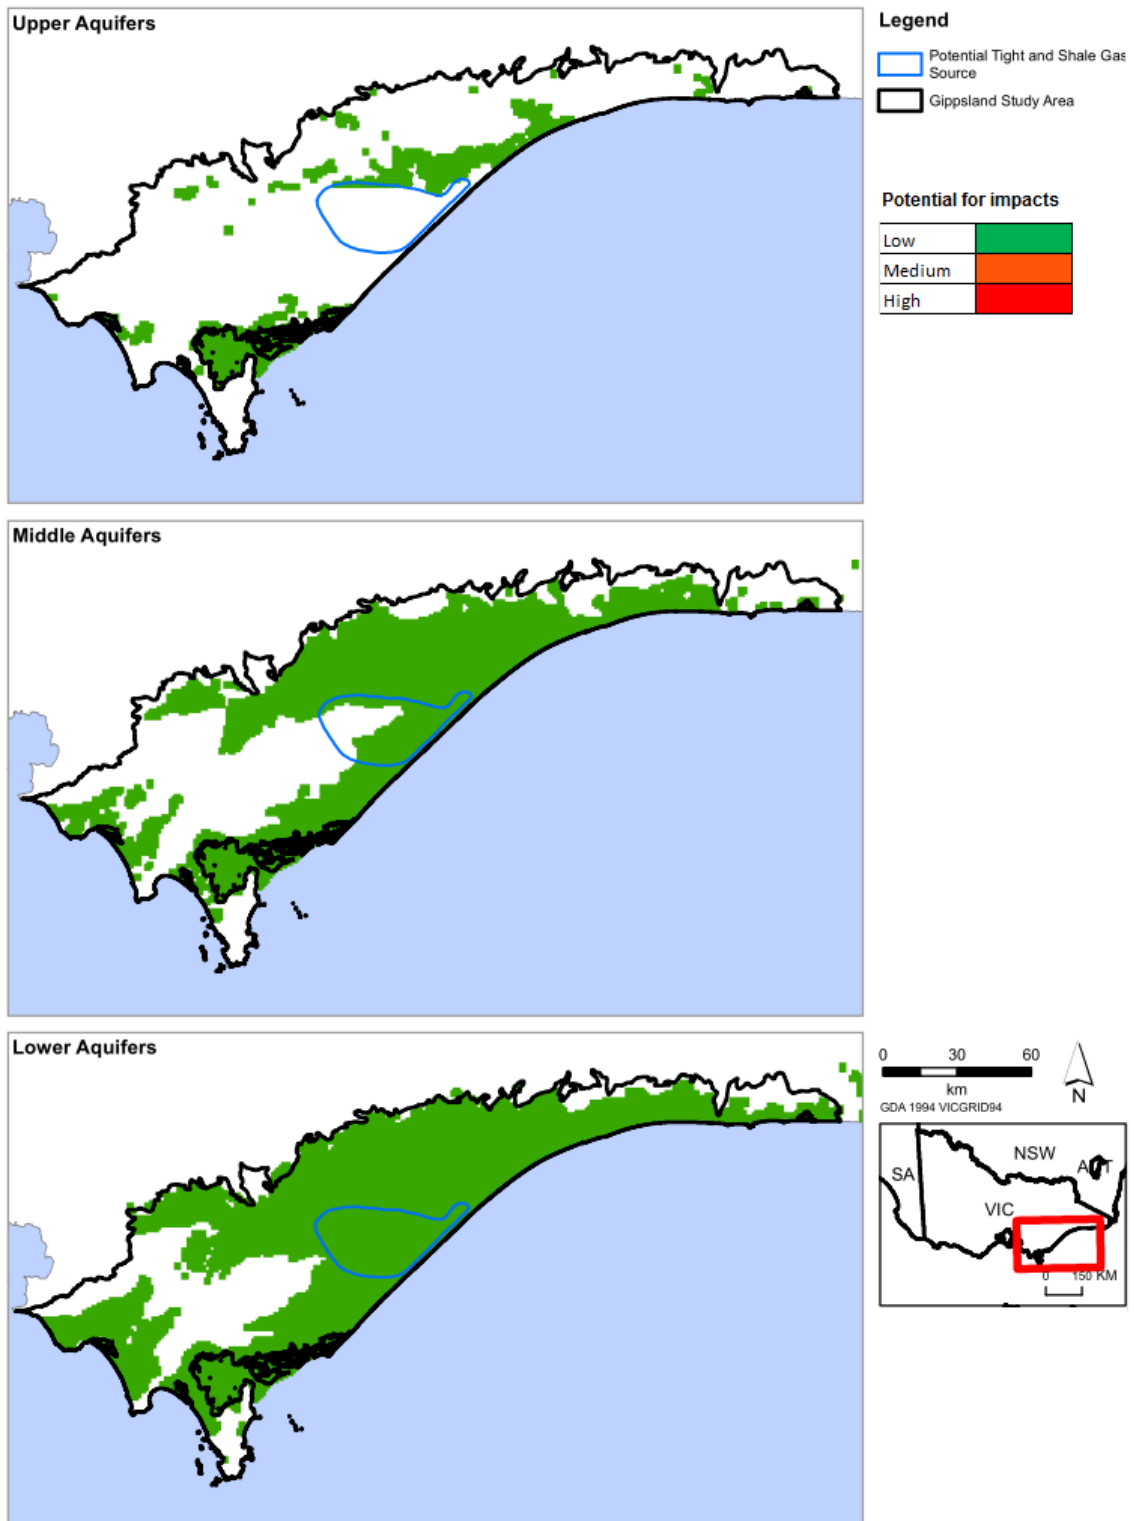 Upper Aquifers
Legend
Potential Tight and Shale Gas
Source
Gippsland Study Area
Potential for impacts
Low
Medium
High
Middle Aquifers
Lower Aquifers
0 30 60
km
GDA 1994 VICGRID94
N
NSW
SA
VIC
0 150 KM